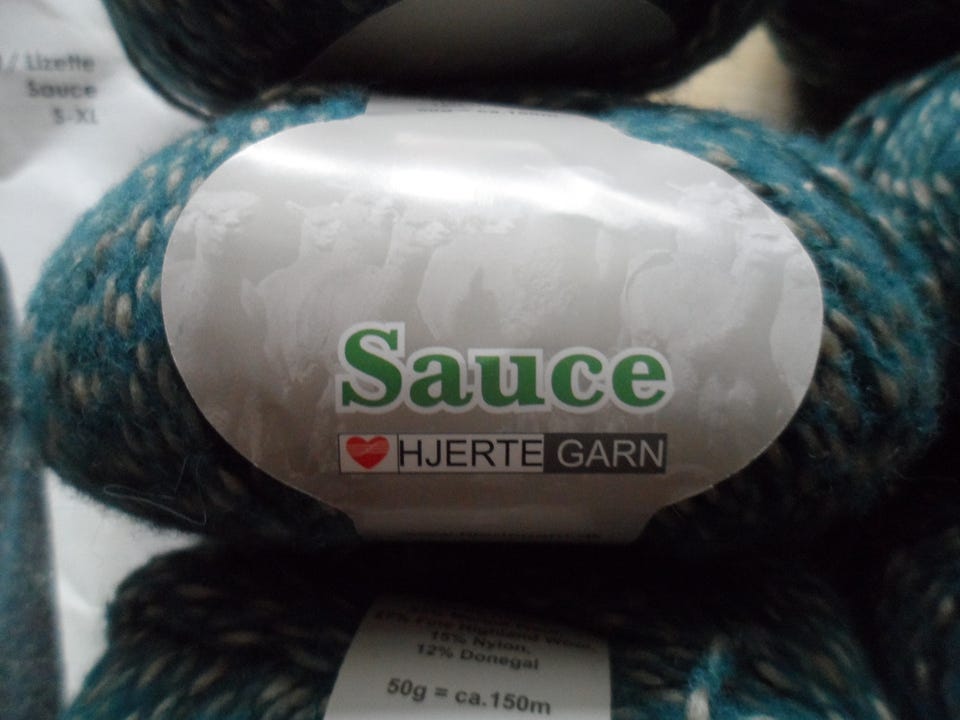 / Lizette
Sauce
S-XL
Sauce
HJERTE GARN
Fine Highland Wool,
15% Nylon,
12% Donegal
50g = ca.150m